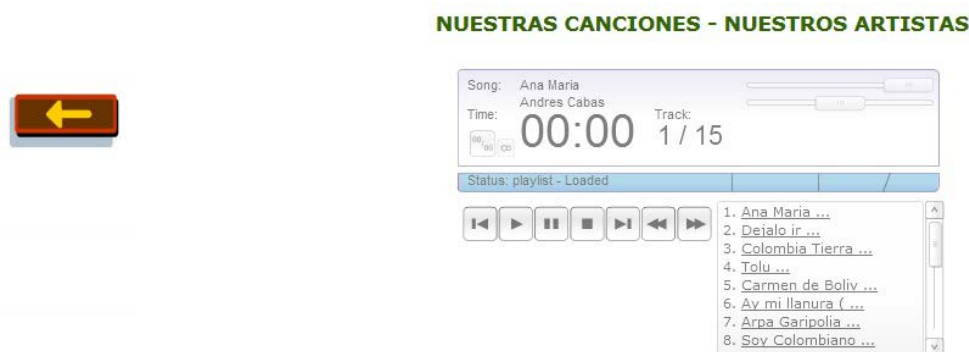 NUESTRAS CANCIONES - NUESTROS ARTISTAS
Song: Ana Maria
Andres Cabas
Time: 00:00
Track: 1 / 15
Status: playlist - Loaded
1. Ana Maria ...
2. Dejalo ir ...
3. Colombia Tierra ...
4. Tolu ...
5. Carmen de Boliv ...
6. Ay mi llanura ( ...
7. Arpa Garipolia ...
8. Soy Colombiano ...